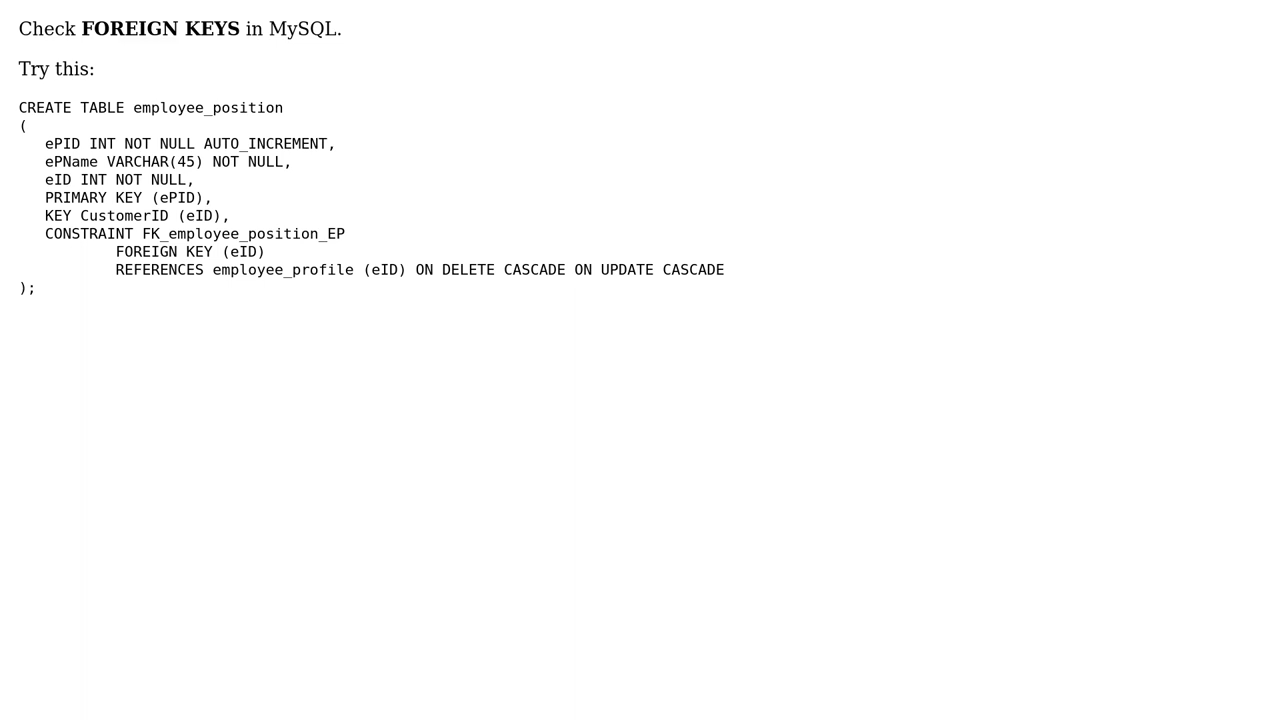 Check FOREIGN KEYS in MySQL.
Try this:
CREATE TABLE employee_position
(
   ePID INT NOT NULL AUTO_INCREMENT,
   ePName VARCHAR(45) NOT NULL,
   eID INT NOT NULL,
   PRIMARY KEY (ePID),
   KEY CustomerID (eID),
   CONSTRAINT FK_employee_position_EP
           FOREIGN KEY (eID)
           REFERENCES employee_profile (eID) ON DELETE CASCADE ON UPDATE CASCADE
);